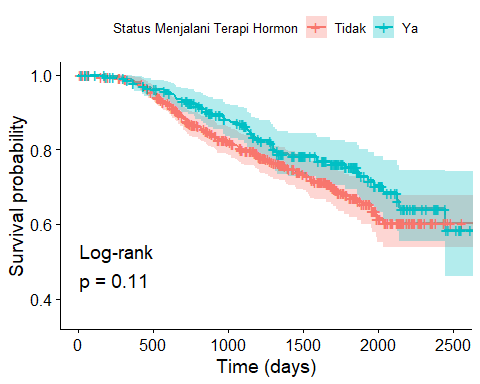 Status Menjalani Terapi Hormon Tidak Ya
Survival probability
1.0
0.8
0.6
0.4
Log-rank
p = 0.11
0 500 1000 1500 2000 2500
Time (days)